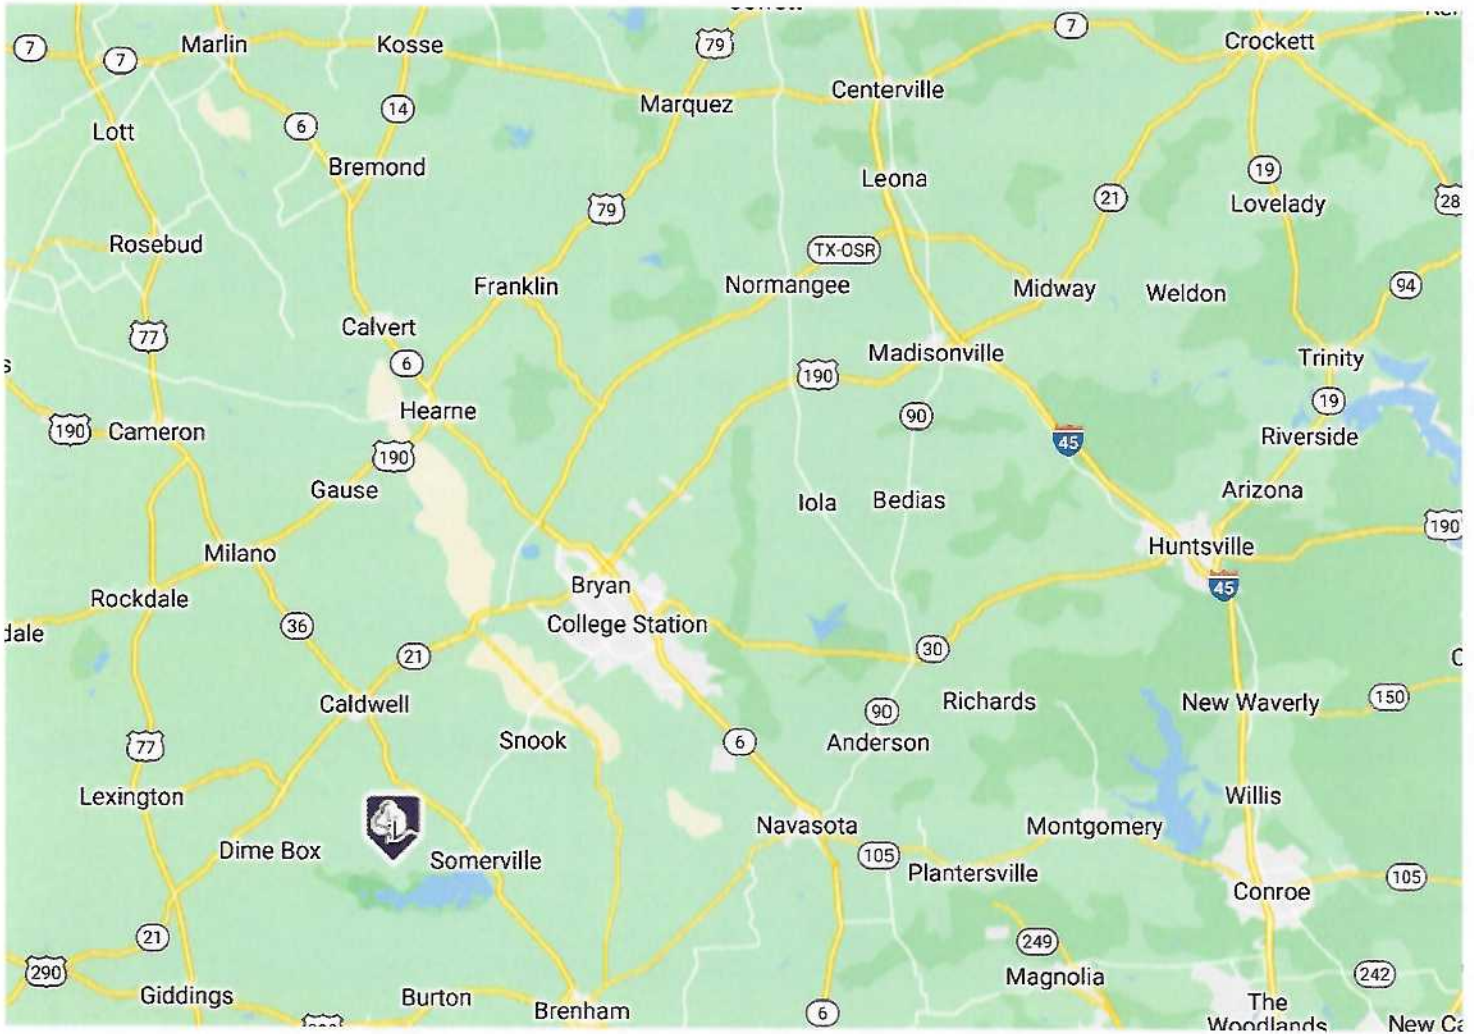 7
7
Marlin
Kosse
79
7
Crockett
Centerville
Marquez
14
6
Lott
Bremond
Leona
19
21
Lovelady
28
79
Rosebud
TX-OSR
Franklin
Normangee
Midway
Weldon
94
77
Calvert
Madisonville
Trinity
6
190
s
Hearne
90
19
190
Cameron
45
Riverside
190
Gause
Iola
Bedias
Arizona
190
Milano
Huntsville
Bryan
45
Rockdale
36
College Station
dale
21
30
Caldwell
Richards
New Waverly
150
90
77
Snook
6
Anderson
Lexington
Willis
Navasota
Montgomery
Dime Box
Somerville
105
Plantersville
105
Conroe
21
249
290
Magnolia
242
Giddings
Burton
Brenham
6
The
Woodlands
New Ca